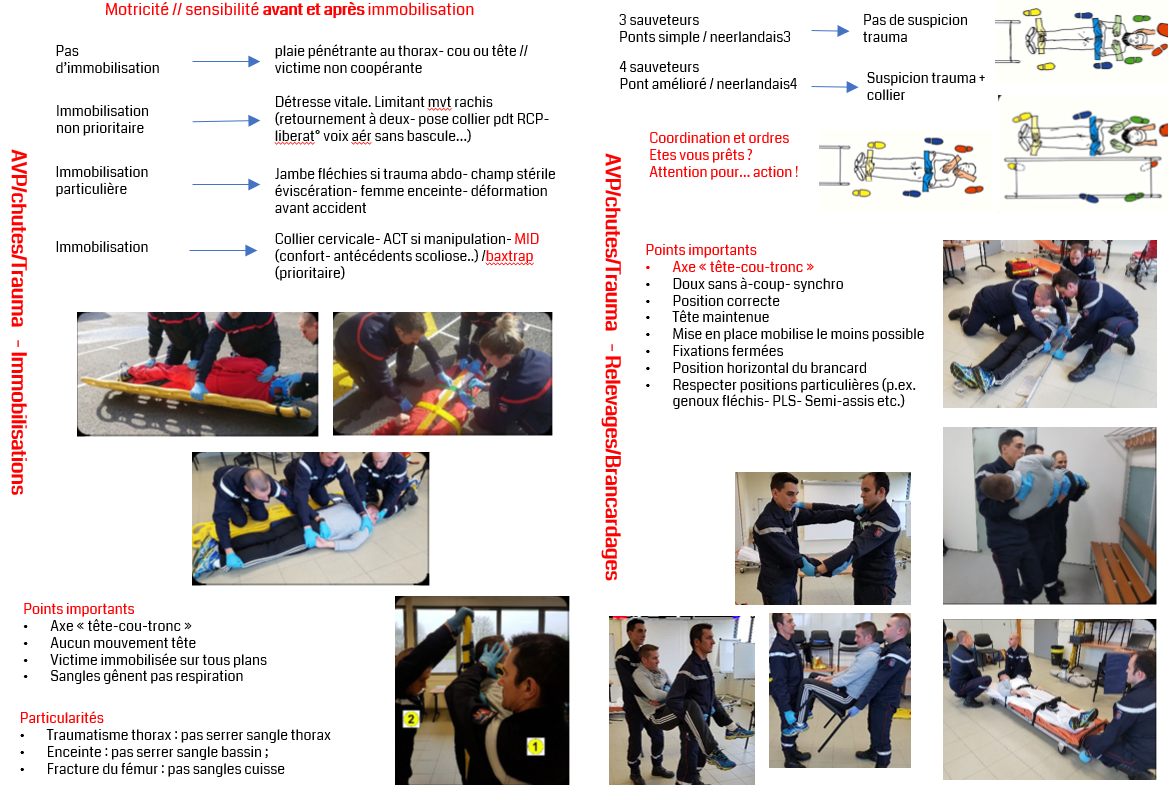 Motricité // sensibilité avant et après immobilisation
Pas
d'immobilisation
plaie pénétrante au thorax- cou ou tête //
victime non coopérante
Immobilisation
non prioritaire
Détresse vitale. Limitant mvt rachis
(retournement à deux- pose collier pdt RCP-
liberat° voix aér sans bascule...)
Immobilisation
particulière
Jambe fléchies si trauma abdo- champ stérile
éviscération- femme enceinte- déformation
avant accident
Immobilisation
Collier cervicale- ACT si manipulation- MID
(confort- antécédents scoliose..) /baxtrap
(prioritaire)
AVP/chutes/Trauma - Immobilisations
Points importants
• Axe « tête-cou-tronc »
• Aucun mouvement tête
• Victime immobilisée sur tous plans
• Sangles gênent pas respiration
Particularités
• Traumatisme thorax : pas serrer sangle thorax
• Enceinte : pas serrer sangle bassin ;
• Fracture du fémur : pas sangles cuisse
2
1
3 sauveteurs
Ponts simple / neerlandais3
Pas de suspicion
trauma
4 sauveteurs
Pont amélioré / neerlandais4
Suspicion trauma +
collier
Coordination et ordres
Etes vous prêts ?
Attention pour... action !
AVP/chutes/Trauma - Relevages/Brancardages
Points importants
• Axe « tête-cou-tronc »
• Doux sans à-coup- synchro
• Position correcte
• Tête maintenue
• Mise en place mobilise le moins possible
• Fixations fermées
• Position horizontal du brancard
• Respecter positions particulières (p.ex.
genoux fléchis- PLS- Semi-assis etc.)